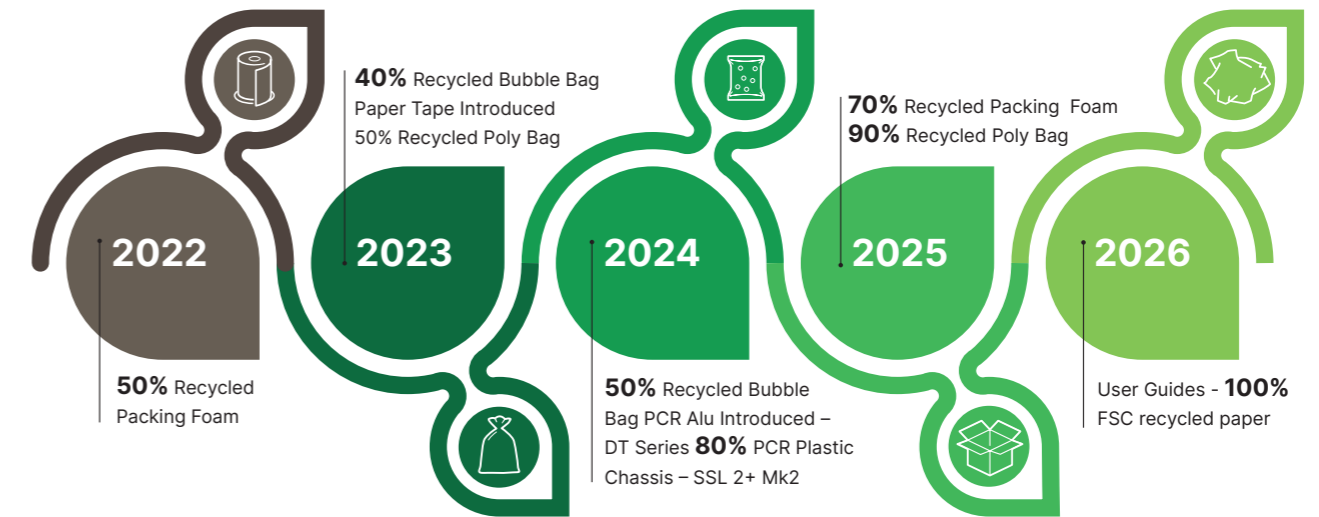 2022
50% Recycled
Packing Foam
40% Recycled Bubble Bag
Paper Tape Introduced
50% Recycled Poly Bag
2023
2024
50% Recycled Bubble
Bag PCR Alu Introduced –
DT Series 80% PCR Plastic
Chassis – SSL 2+ Mk2
70% Recycled Packing Foam
90% Recycled Poly Bag
2025
2026
User Guides - 100%
FSC recycled paper